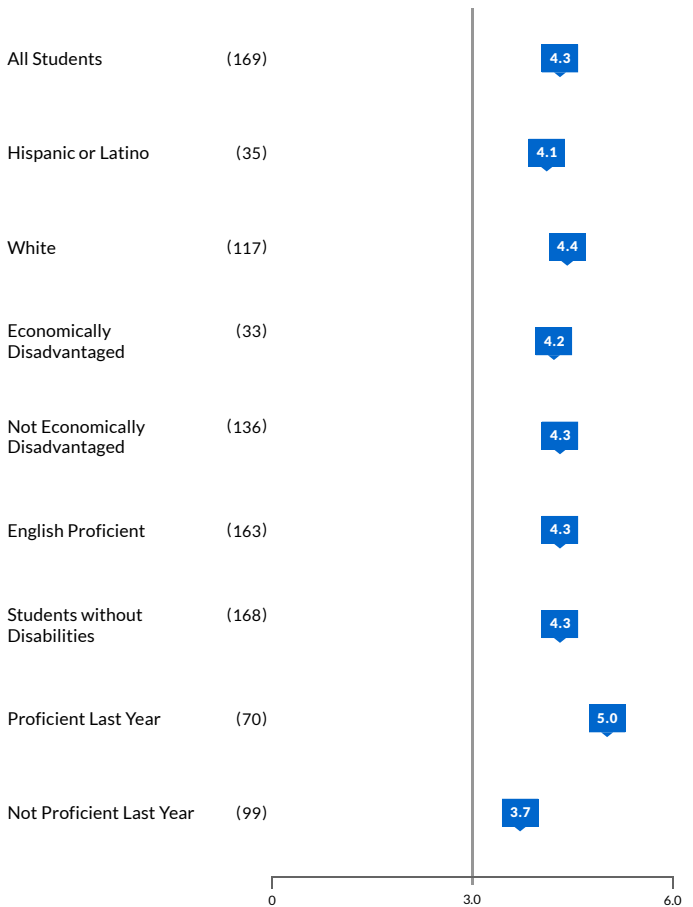 All Students (169) 4.3
Hispanic or Latino (35) 4.1
White (117) 4.4
Economically (33)
Disadvantaged 4.2
Not Economically (136)
Disadvantaged 4.3
English Proficient (163) 4.3
Students without (168)
Disabilities 4.3
Proficient Last Year (70) 5.0
Not Proficient Last Year (99) 3.7
0 3.0 6.0